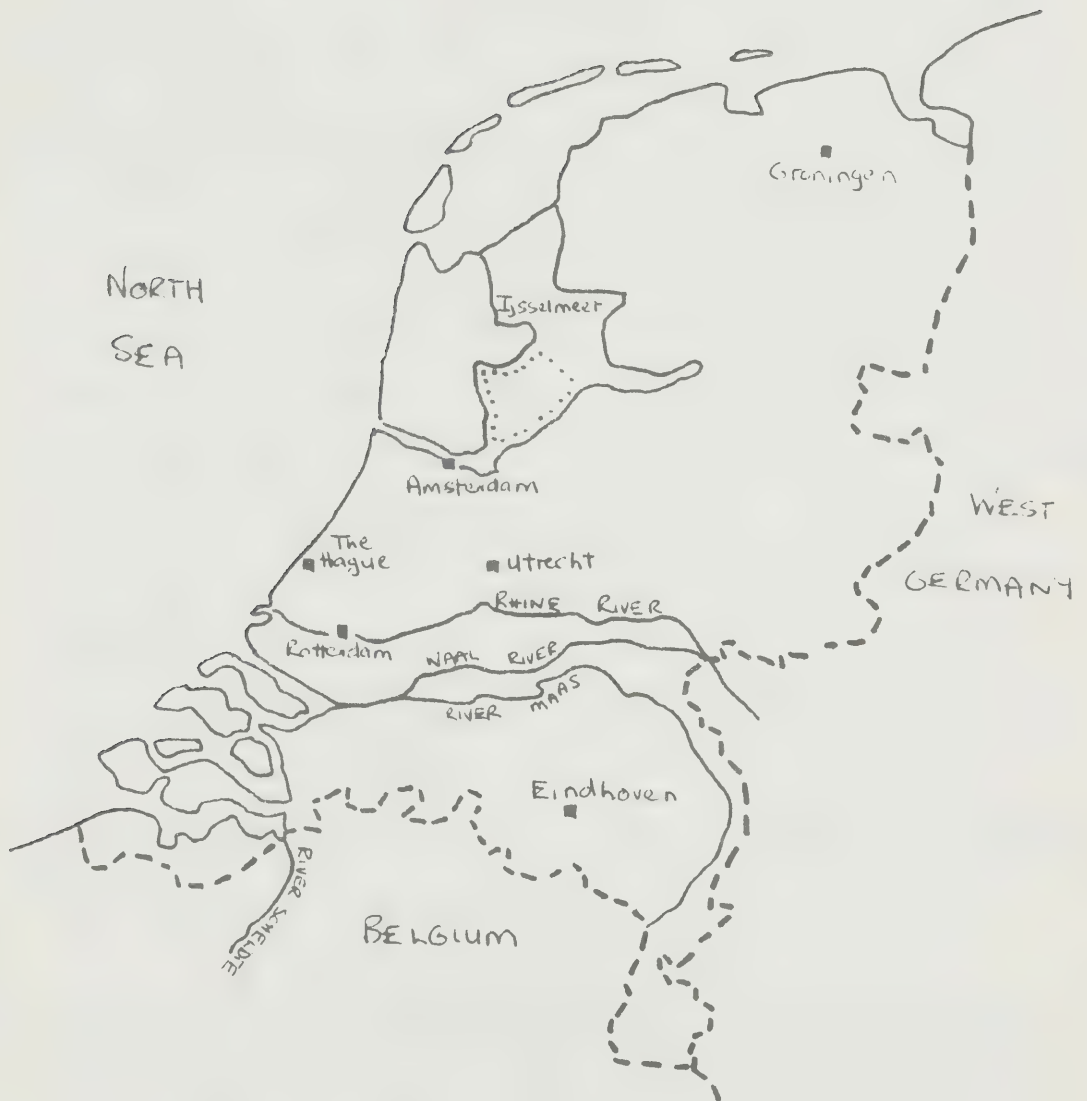 Groningen
NORTH
SEA
Ijsselmeer
Amsterdam
WEST
GERMANY
The
Hague
Utrecht
RHINE RIVER
Rotterdam
WAAL RIVER
RIVER MAAS
Eindhoven
RIVER SCHELDTE
BELGIUM